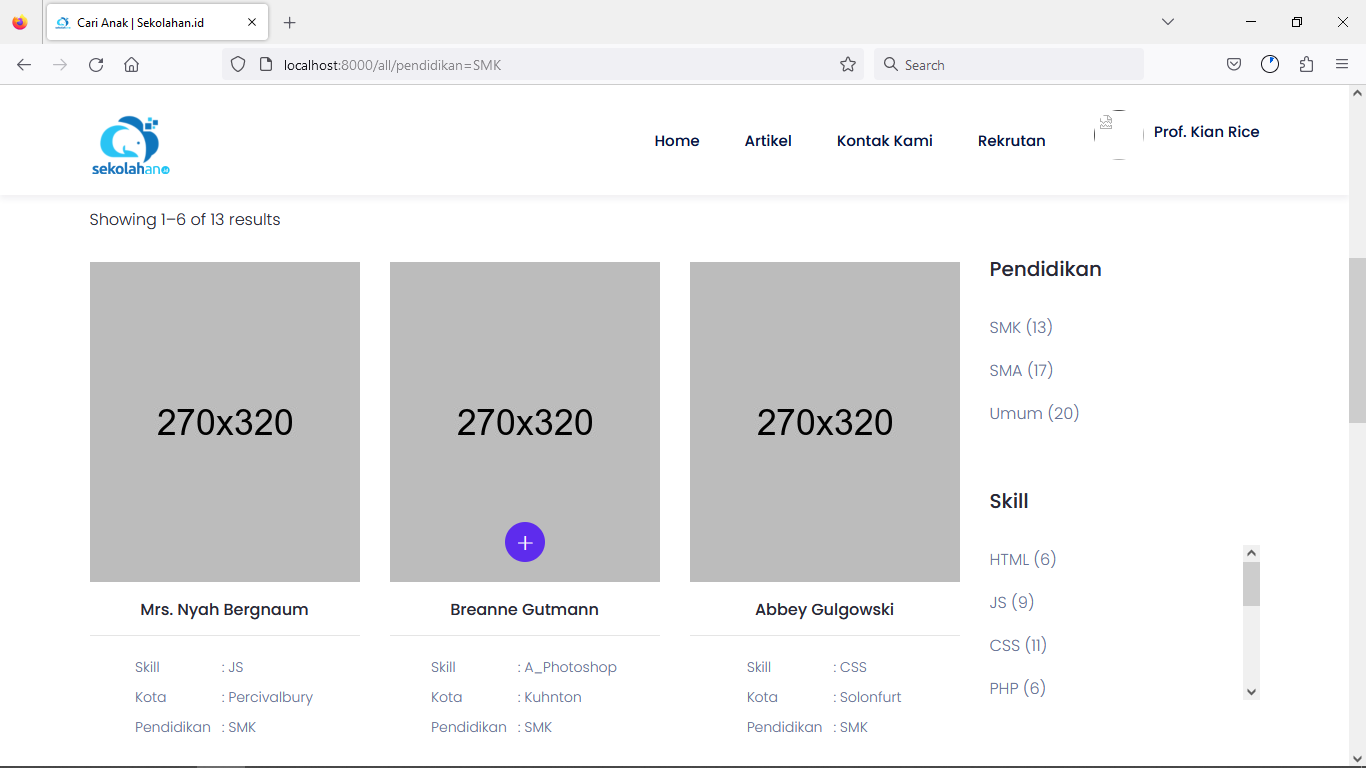 Cari Anak | Sekolahan.id
localhost:8000/all/pendidikan=SMK
Search
sekolahan.id
Home Artikel Kontak Kami Rekrutan Prof. Kian Rice
Showing 1–6 of 13 results
270x320 270x320 270x320
Mrs. Nyah Bergnaum
Skill : JS
Kota : Percivalbury
Pendidikan : SMK
Breanne Gutmann
Skill : A_Photoshop
Kota : Kuhnton
Pendidikan : SMK
Abbey Gulgowski
Skill : CSS
Kota : Solonfurt
Pendidikan : SMK
Pendidikan
SMK (13)
SMA (17)
Umum (20)
Skill
HTML (6)
JS (9)
CSS (11)
PHP (6)